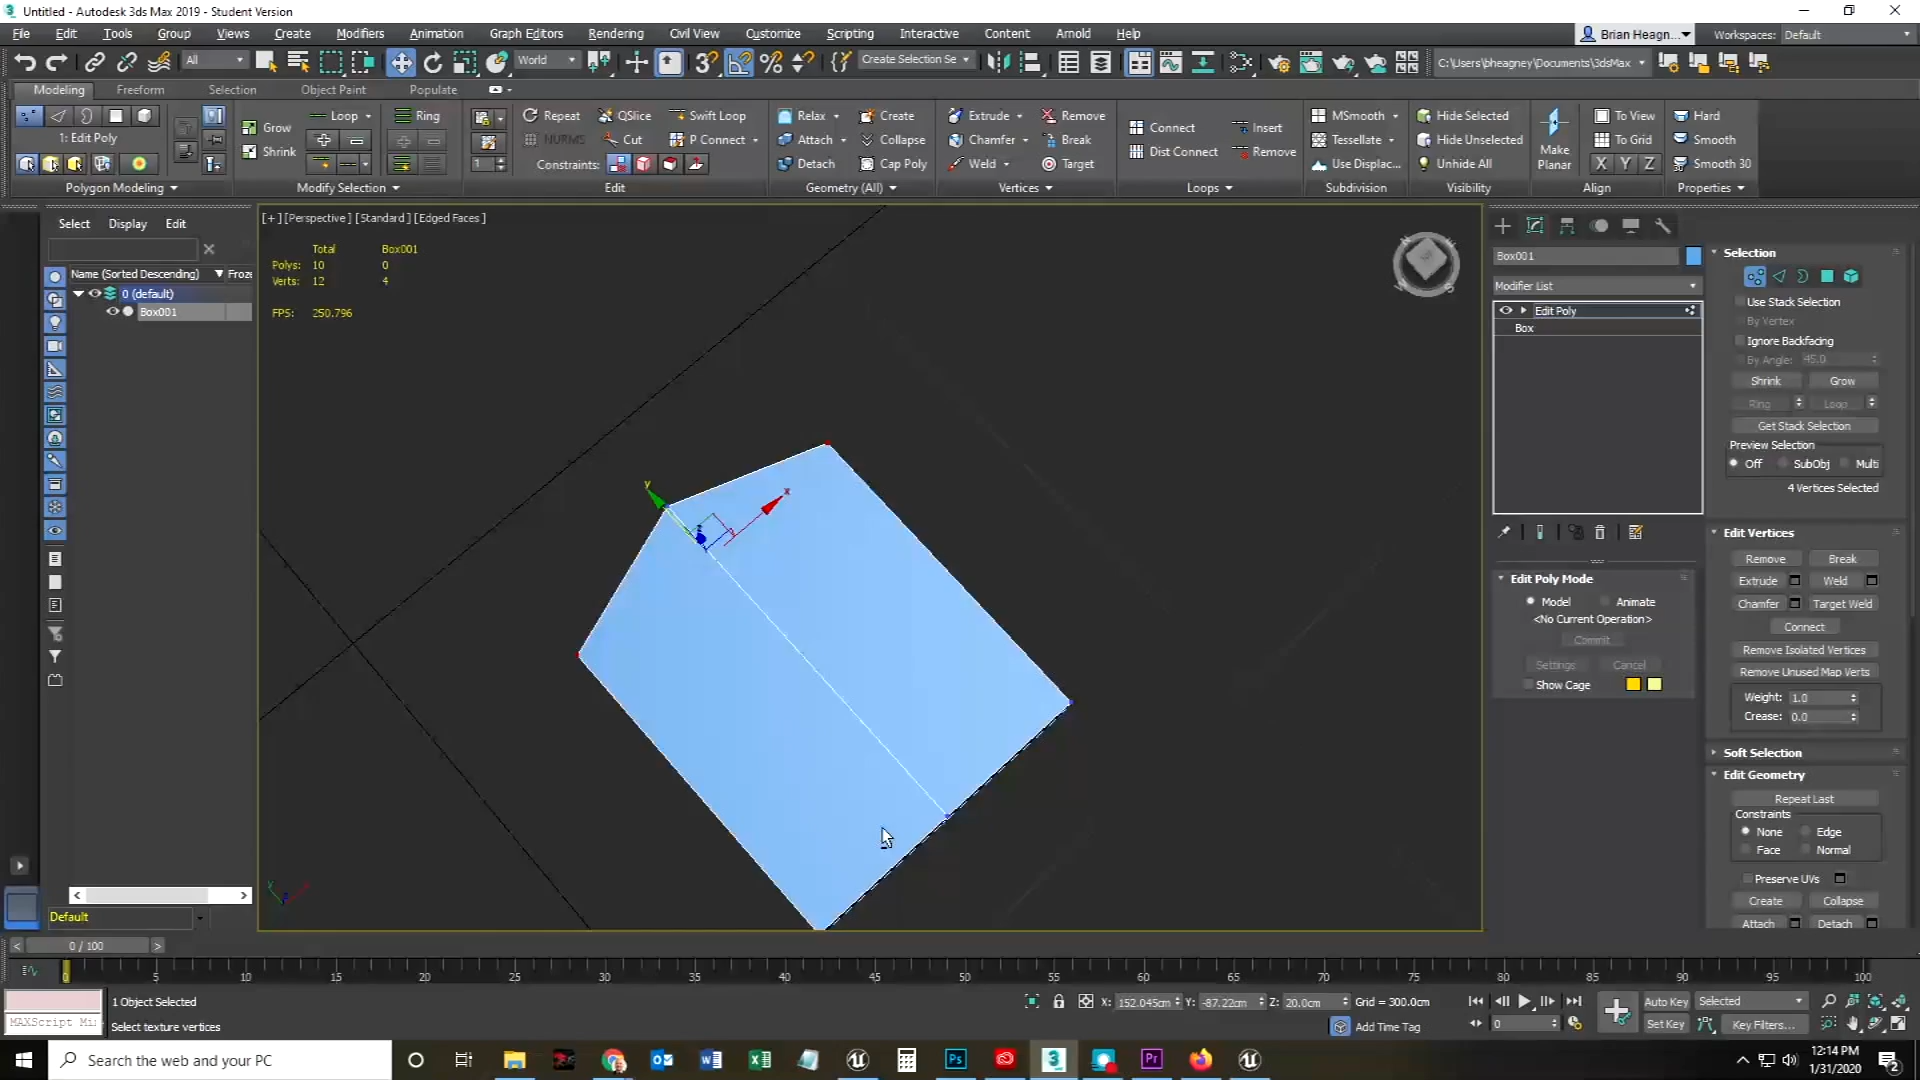 Untitled - Autodesk 3ds Max 2019 - Student Version
File Edit Tools Group Views Create Modifiers Animation Graph Editors Rendering Civil View Customize Scripting Interactive Content Arnold Help
Brian Heagn... Workspaces: Default
All World Create Selection Se C:\Users\bheagney\Documents\3dsMax
Modeling Freeform Selection Object Paint Populate
Loop Ring Repeat QSlice Swift Loop Relax Create Extrude Remove MSmooth Hide Selected To View Hard
1: Edit Poly Grow NURMS Cut P Connect Attach Collapse Chamfer Break Connect Insert Tessellate Hide Unselected Make Planar To Grid Smooth
Shrink 1 Constraints: Detach Cap Poly Weld Target Dist Connect Remove Use Displac... Unhide All X Y Z Smooth 30
Polygon Modeling Modify Selection Edit Geometry (All) Vertices Loops Subdivision Visibility Align Properties
Select Display Edit
Name (Sorted Descending) Froze
0 (default)
Box001
Default
[+] [Perspective] [Standard] [Edged Faces]
Total Box001
Polys: 10 0
Verts: 12 4
FPS: 250.796
y x z
Box001
Modifier List
Edit Poly
Box
Edit Poly Mode
Model Animate
<No Current Operation>
Commit
Settings Cancel
Show Cage
Selection
Use Stack Selection
By Vertex
Ignore Backfacing
By Angle: 45.0
Shrink Grow
Ring Loop
Get Stack Selection
Preview Selection
Off SubObj Multi
4 Vertices Selected
Edit Vertices
Remove Break
Extrude Weld
Chamfer Target Weld
Connect
Remove Isolated Vertices
Remove Unused Map Verts
Weight: 1.0
Crease: 0.0
Soft Selection
Edit Geometry
Repeat Last
Constraints
None Edge
Face Normal
Preserve UVs
Create Collapse
Attach Detach
0 / 100
0 5 10 15 20 25 30 35 40 45 50 55 60 65 70 75 80 85 90 95 100
1 Object Selected X: 152.045cm Y: -87.22cm Z: 20.0cm Grid = 300.0cm Auto Key Selected
MAXScript Mi Select texture vertices Add Time Tag 0 Set Key Key Filters...
Search the web and your PC
12:14 PM
1/31/2020
2